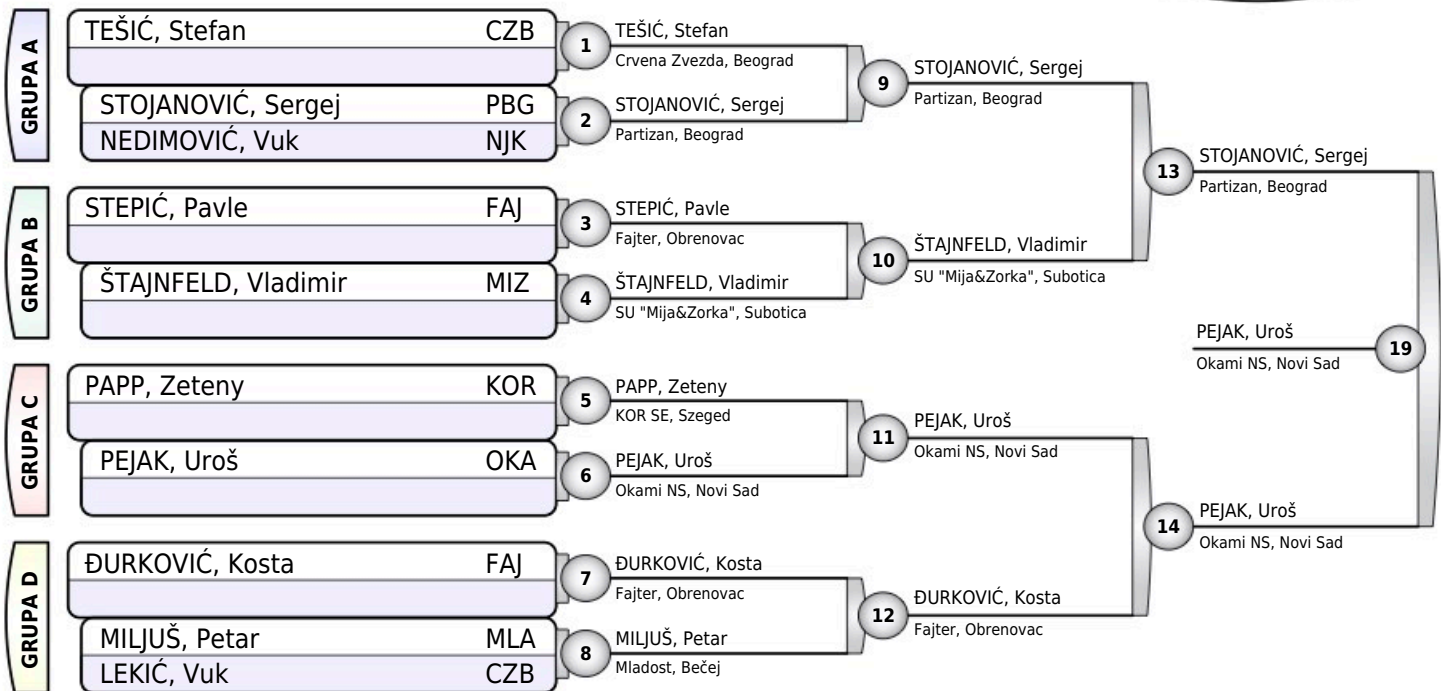 GRUPA A
TEŠIĆ, Stefan CZB
STOJANOVIĆ, Sergej PBG
NEDIMOVIĆ, Vuk NJK
GRUPA B
STEPIĆ, Pavle FAJ
ŠTAJNFELD, Vladimir MIZ
GRUPA C
PAPP, Zeteny KOR
PEJAK, Uroš OKA
GRUPA D
ĐURKOVIĆ, Kosta FAJ
MILJUŠ, Petar MLA
LEKIĆ, Vuk CZB
1 TEŠIĆ, Stefan
Crvena Zvezda, Beograd
2 STOJANOVIĆ, Sergej
Partizan, Beograd
3 STEPIĆ, Pavle
Fajter, Obrenovac
4 ŠTAJNFELD, Vladimir
SU "Mija&Zorka", Subotica
5 PAPP, Zeteny
KOR SE, Szeged
6 PEJAK, Uroš
Okami NS, Novi Sad
7 ĐURKOVIĆ, Kosta
Fajter, Obrenovac
8 MILJUŠ, Petar
Mladost, Bečej
9 STOJANOVIĆ, Sergej
Partizan, Beograd
10 ŠTAJNFELD, Vladimir
SU "Mija&Zorka", Subotica
11 PEJAK, Uroš
Okami NS, Novi Sad
12 ĐURKOVIĆ, Kosta
Fajter, Obrenovac
13 STOJANOVIĆ, Sergej
Partizan, Beograd
14 PEJAK, Uroš
Okami NS, Novi Sad
PEJAK, Uroš
Okami NS, Novi Sad
19